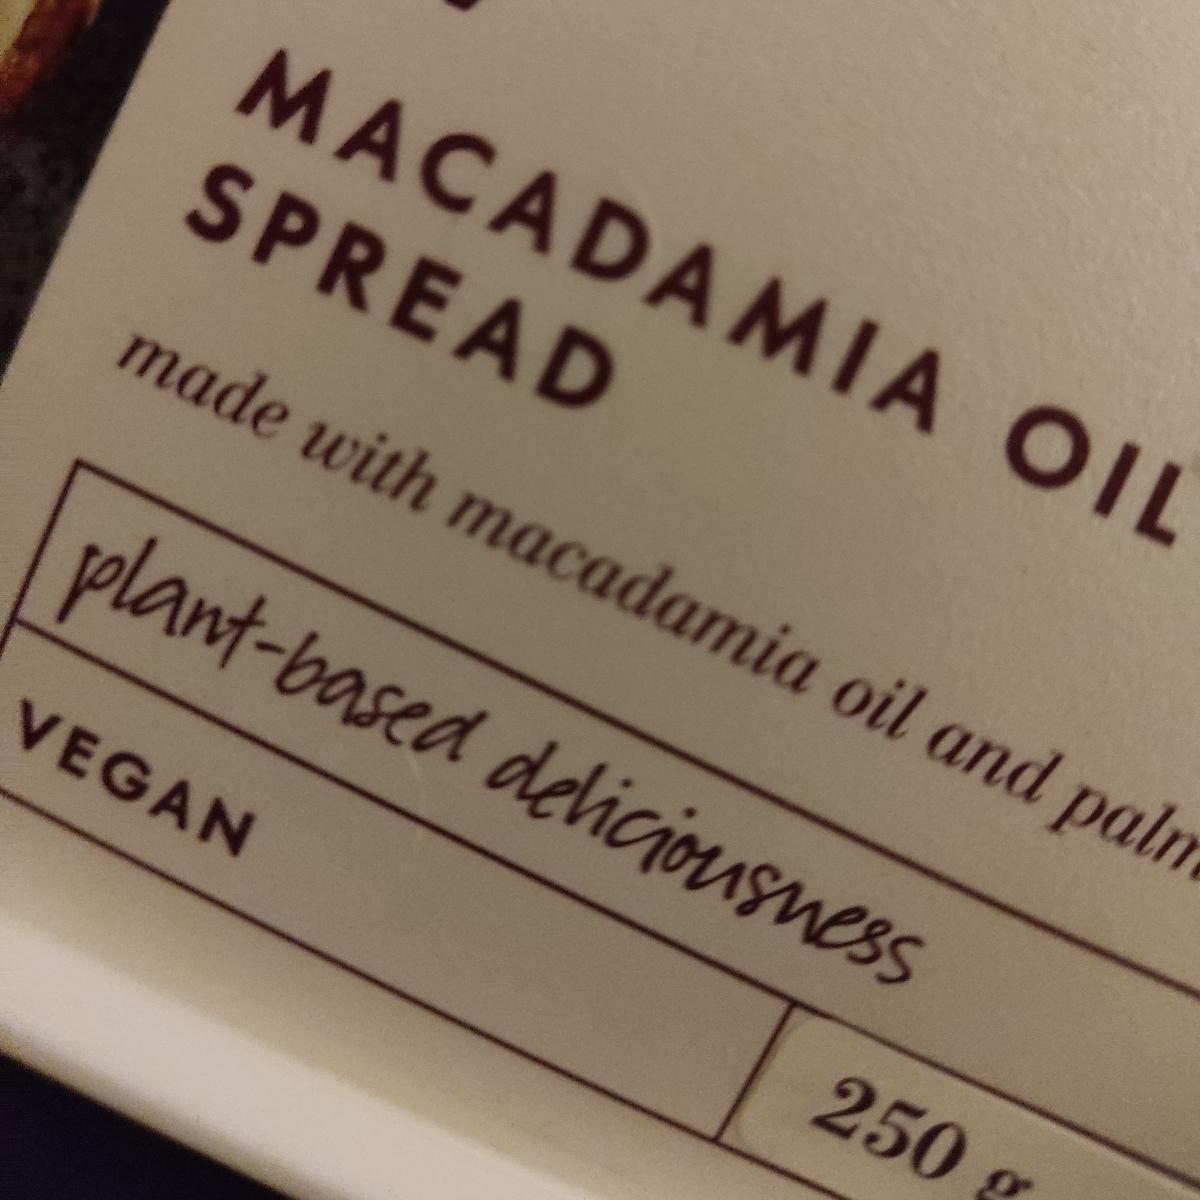 MACADAMIA OIL
SPREAD
made with macadamia oil and palm
plant-based deliciousness
VEGAN
250 g